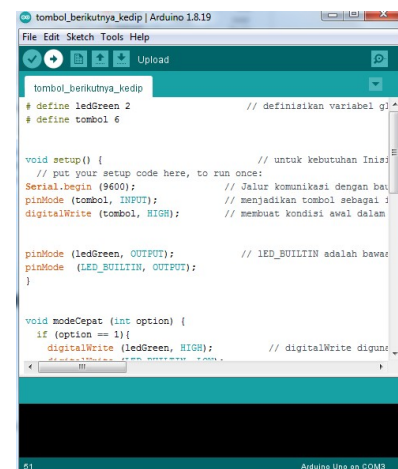 tombol_berikutnya_kedip | Arduino 1.8.19
File Edit Sketch Tools Help
Upload
tombol_berikutnya_kedip
# define ledGreen 2 // definisikan variabel gl
# define tombol 6
void setup() { // untuk kebutuhan Inisi
// put your setup code here, to run once:
Serial.begin (9600); // Jalur komunikasi dengan bau
pinMode (tombol, INPUT); // menjadikan tombol sebagai i
digitalWrite (tombol, HIGH); // membuat kondisi awal dalam
pinMode (ledGreen, OUTPUT); // lED_BUILTIN adalah bawaa
pinMode (LED_BUILTIN, OUTPUT);
}
void modeCepat (int option) {
if (option == 1){
digitalWrite (ledGreen, HIGH); // digitalWrite diguna
digitalWrite (LED_BUILTIN, LOW);
51 Arduino Uno on COM3